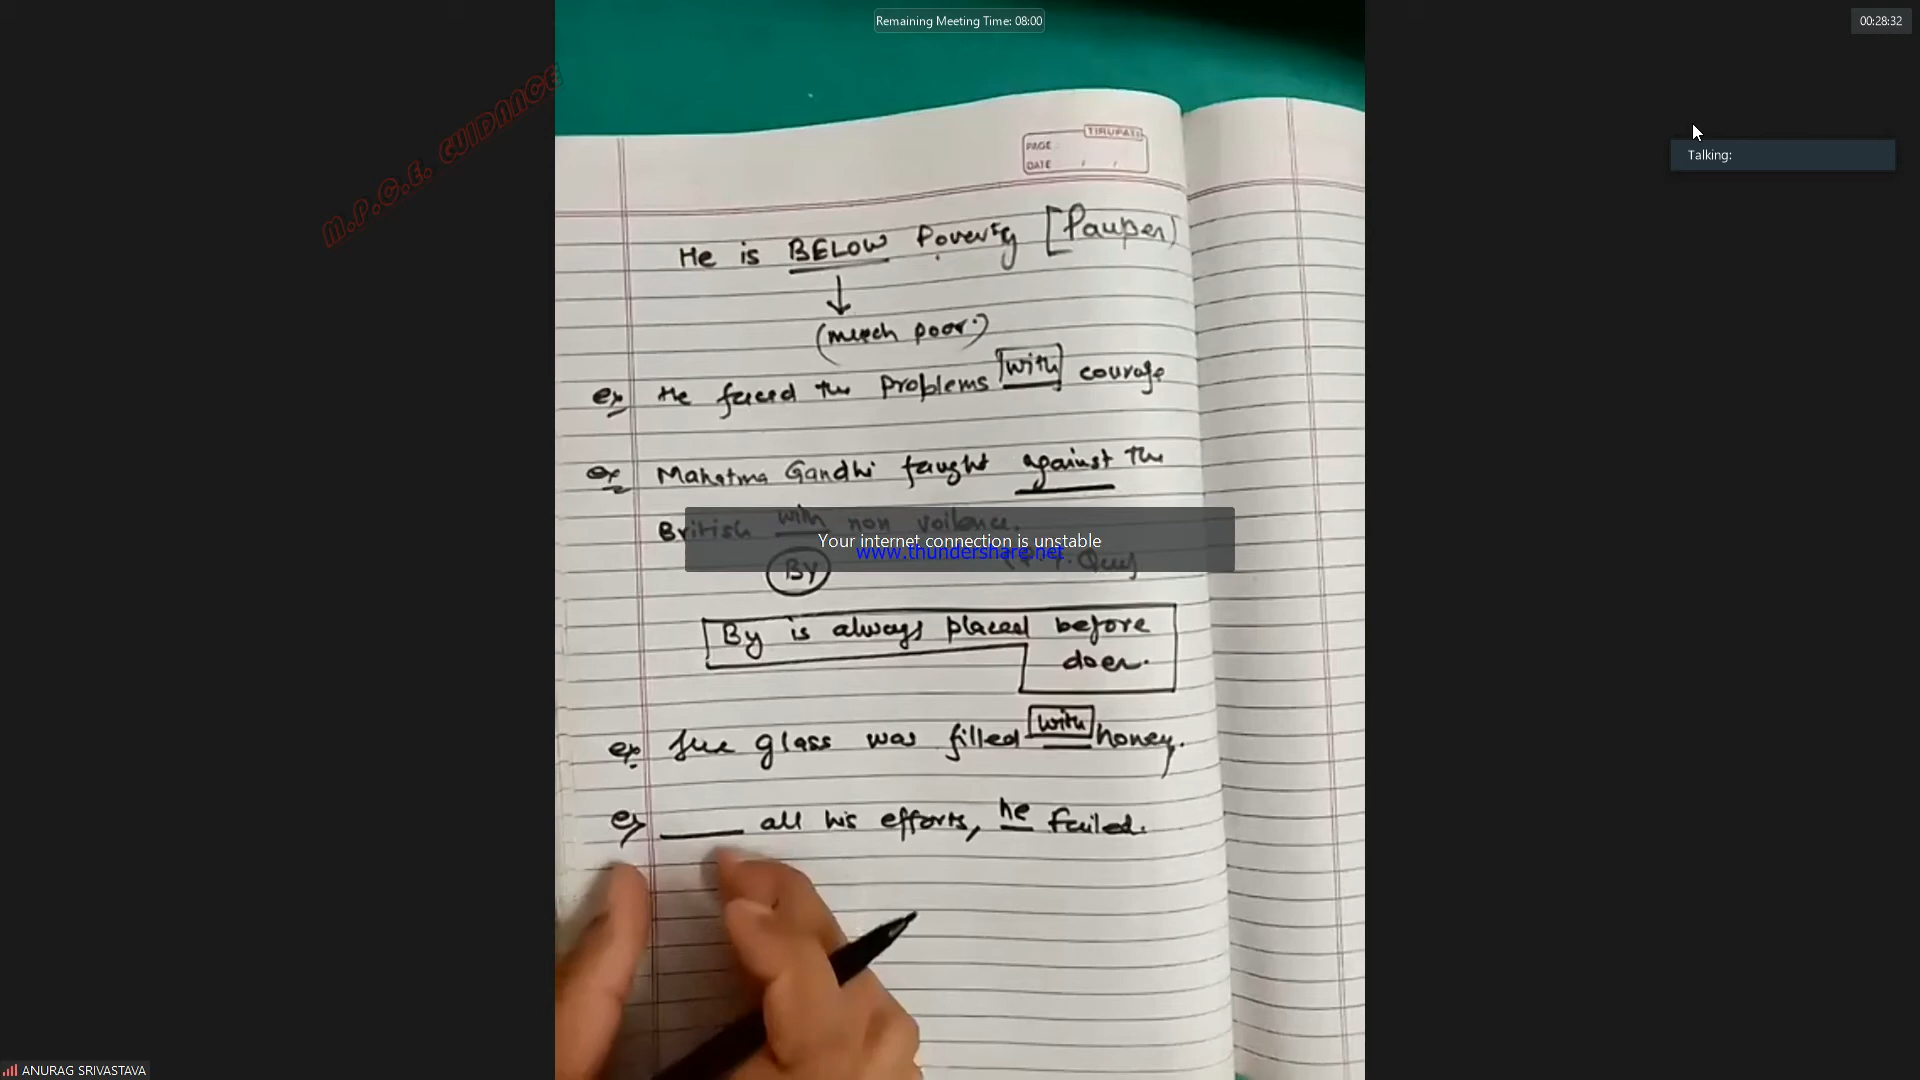 Remaining Meeting Time: 08:00
00:28:32
M.P.C.E. GUIDANCE
TIRUPATI
PAGE
DATE / /
Talking:
He is BELOW Poverty [Pauper)
(much poor.)
ex He faced the Problems with courage
ex Mahatma Gandhi faught against the
British with non voilence.
Your internet connection is unstable
www.thundershare.net
By
By is always placed before
doer.
ex glass was filled with honey.
ex all his efforts, he failed.
ANURAG SRIVASTAVA